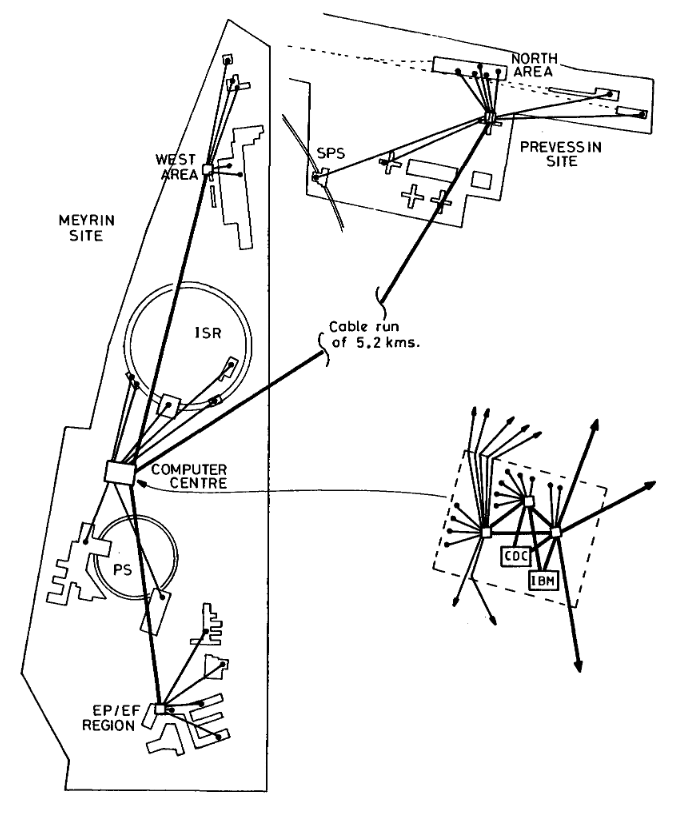 NORTH
AREA
PREVESSIN
SITE
SPS
WEST
AREA
MEYRIN
SITE
ISR
Cable run
of 5.2 kms.
COMPUTER
CENTRE
CDC
IBM
PS
EP/EF
REGION